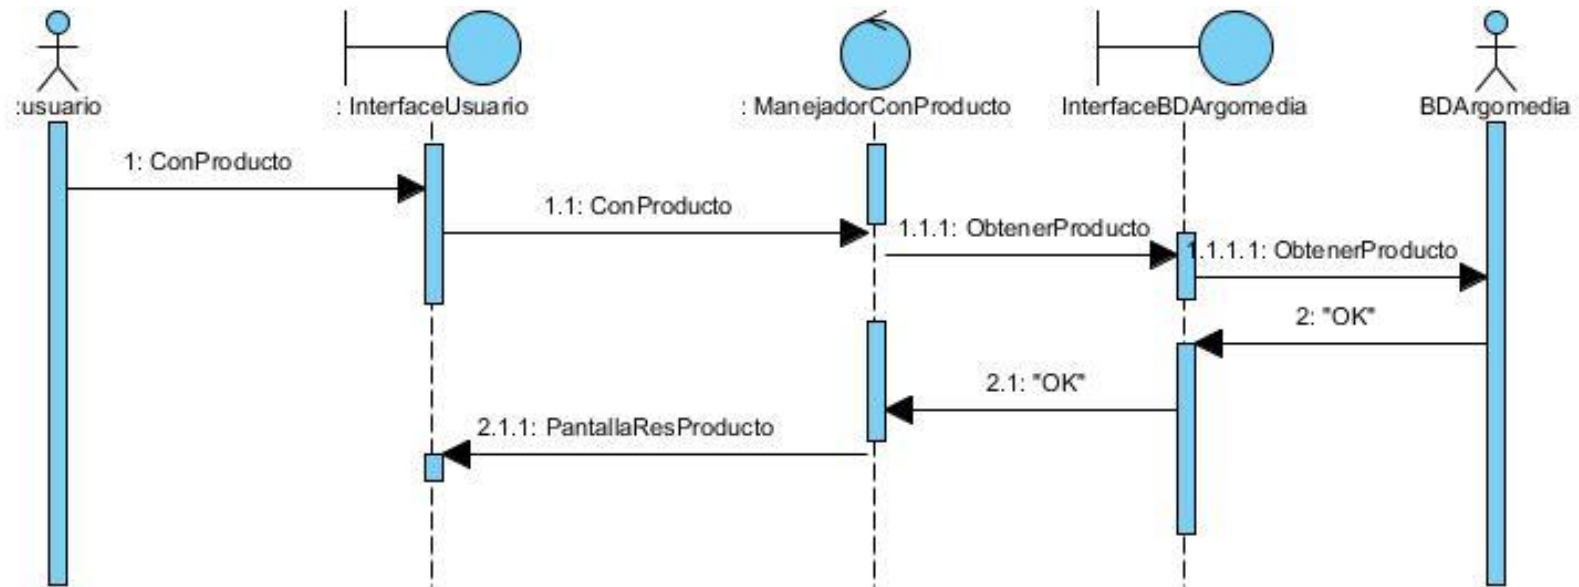 :usuario
: InterfaceUsuario
: ManejadorConProducto
InterfaceBDArgomedia
BDArgomedia
1: ConProducto
1.1: ConProducto
1.1.1: ObtenerProducto
1.1.1.1: ObtenerProducto
2: "OK"
2.1: "OK"
2.1.1: PantallaResProducto